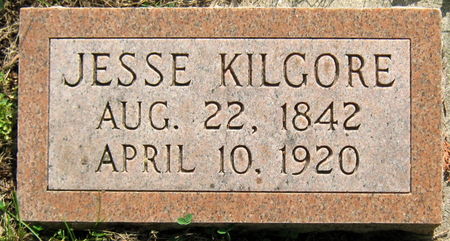 JESSE KILGORE
AUG. 22, 1842
APRIL 10, 1920